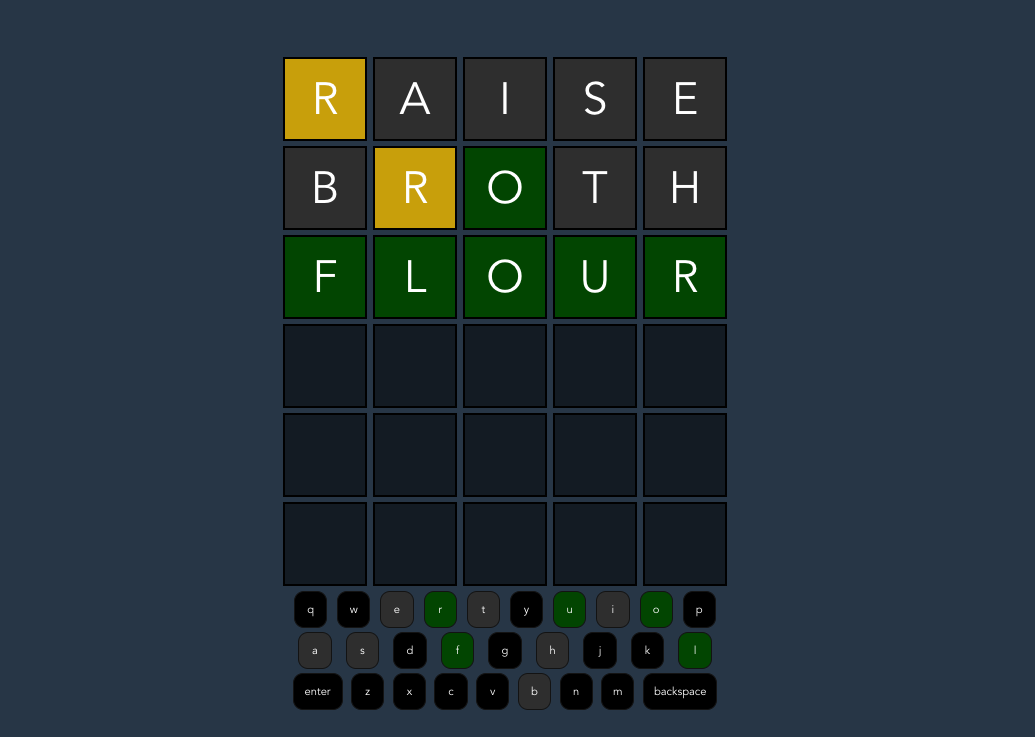 R A I S E
B R O T H
F L O U R
q w e r t y u i o p
a s d f g h j k l
enter z x c v b n m backspace